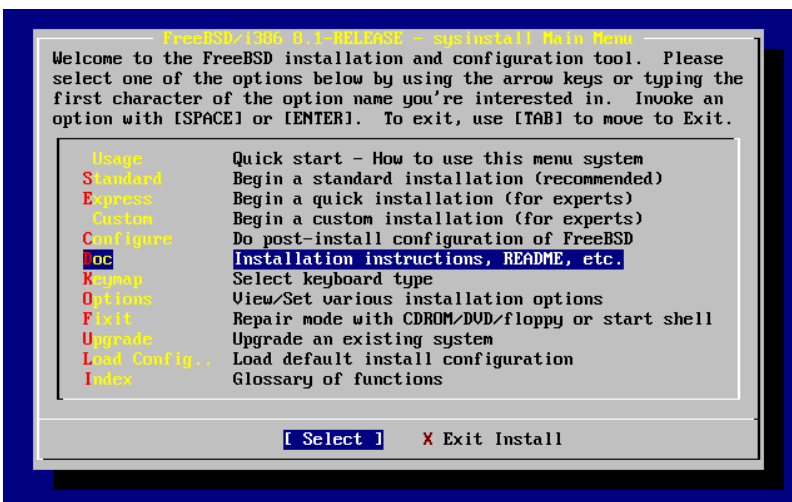 FreeBSD/i386 8.1-RELEASE - sysinstall Main Menu
Welcome to the FreeBSD installation and configuration tool.  Please
select one of the options below by using the arrow keys or typing the
first character of the option name you're interested in.  Invoke an
option with [SPACE] or [ENTER].  To exit, use [TAB] to move to Exit.
Usage Quick start - How to use this menu system
Standard Begin a standard installation (recommended)
Express Begin a quick installation (for experts)
Custom Begin a custom installation (for experts)
Configure Do post-install configuration of FreeBSD
Doc Installation instructions, README, etc.
Keymap Select keyboard type
Options View/Set various installation options
Fixit Repair mode with CDROM/DVD/floppy or start shell
Upgrade Upgrade an existing system
Load Config.. Load default install configuration
Index Glossary of functions
[ Select ] X Exit Install